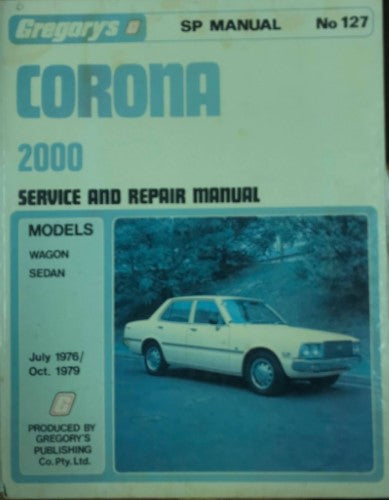 Gregory's G SP MANUAL No 127
CORONA
2000
SERVICE AND REPAIR MANUAL
MODELS
WAGON
SEDAN
July 1976/
Oct. 1979
G
PRODUCED BY
GREGORY'S
PUBLISHING
Co. Pty. Ltd.